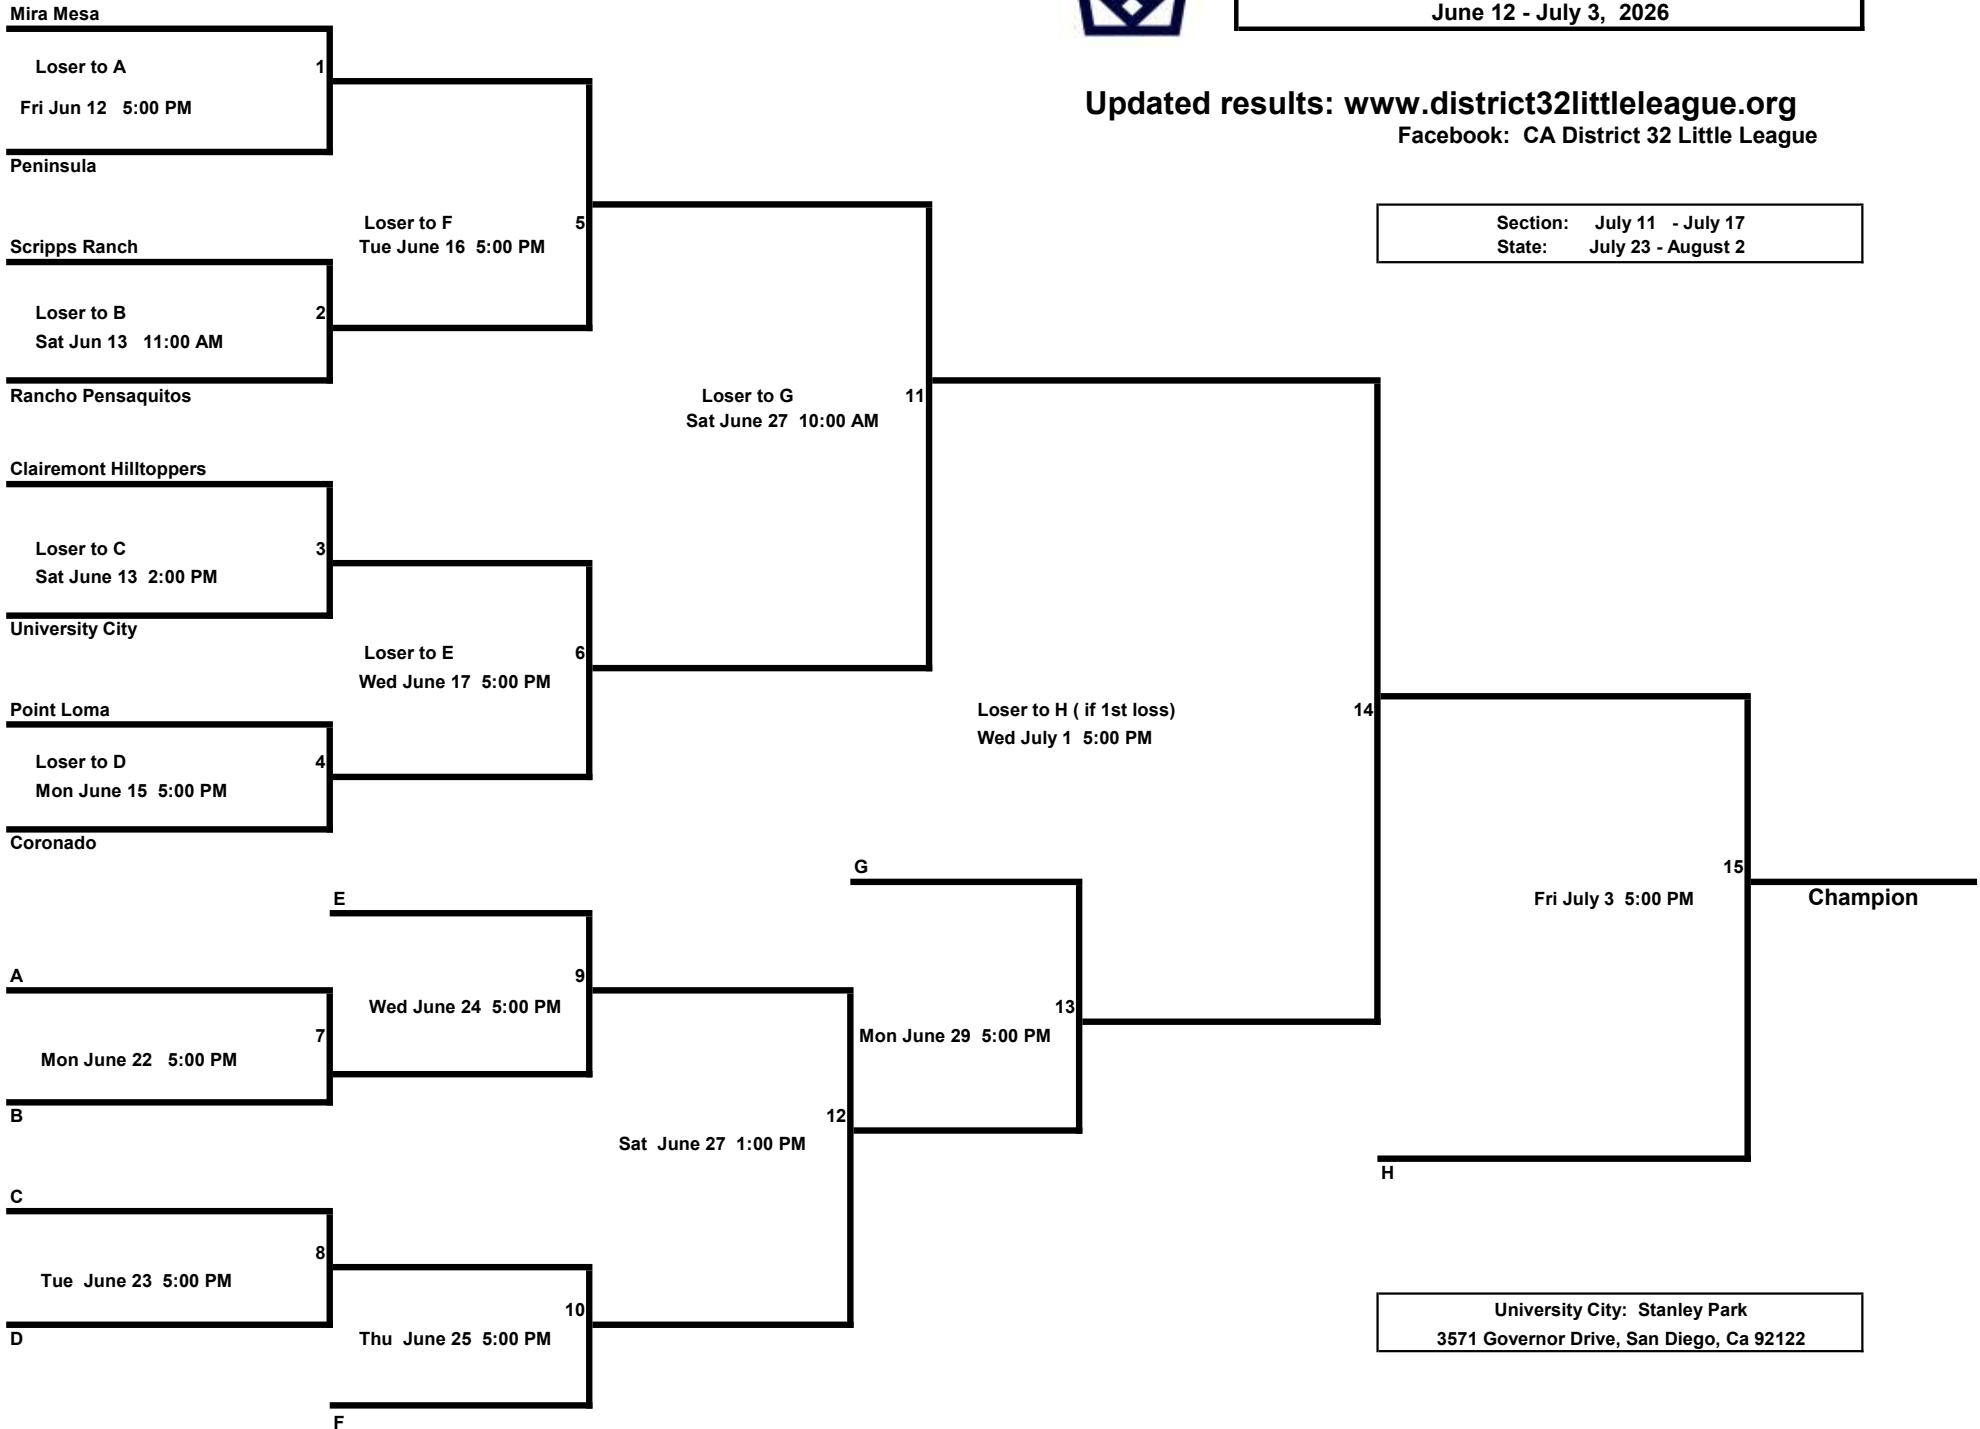 Mira Mesa
June 12 - July 3,  2026
Loser to A
1
Fri Jun 12   5:00 PM
Updated results: www.district32littleleague.org
Facebook:  CA District 32 Little League
Peninsula
Loser to F
5
Tue June 16  5:00 PM
Section:     July 11   - July 17
State:        July 23 - August 2
Scripps Ranch
Loser to B
2
Sat Jun 13   11:00 AM
Rancho Pensaquitos
Loser to G
11
Sat June 27  10:00 AM
Clairemont Hilltoppers
Loser to C
3
Sat June 13  2:00 PM
University City
Loser to E
6
Wed June 17  5:00 PM
Point Loma
Loser to D
4
Mon June 15  5:00 PM
Coronado
Loser to H ( if 1st loss)
14
Wed July 1  5:00 PM
G
15
Fri July 3  5:00 PM
Champion
E
A
9
Wed June 24  5:00 PM
13
Mon June 29  5:00 PM
7
Mon June 22   5:00 PM
B
12
Sat  June 27  1:00 PM
H
C
8
Tue  June 23  5:00 PM
D
10
Thu  June 25  5:00 PM
F
University City:  Stanley Park
3571 Governor Drive, San Diego, Ca 92122